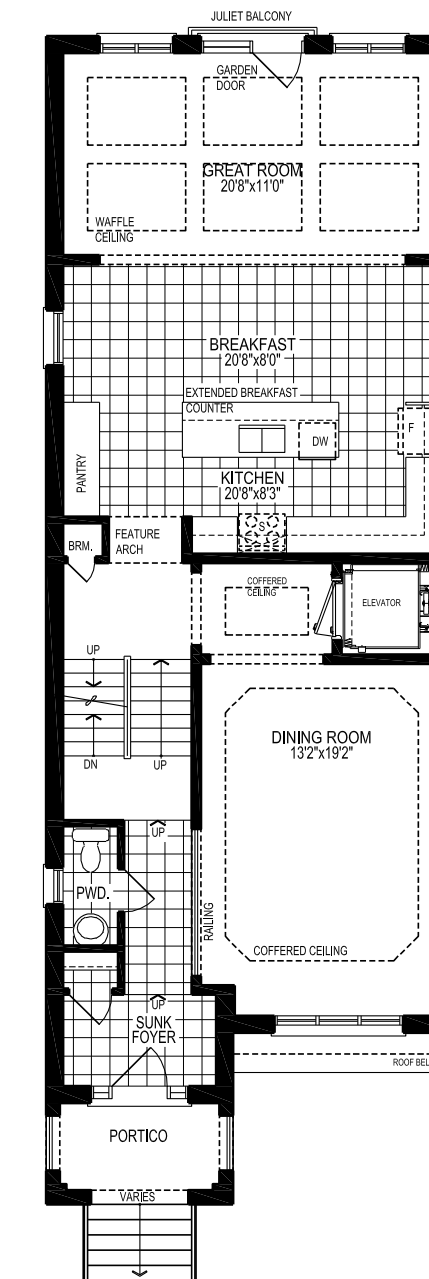 JULIET BALCONY
GARDEN
DOOR
GREAT ROOM
20'8"x11'0"
WAFFLE
CEILING
BREAKFAST
20'8"x8'0"
EXTENDED BREAKFAST
COUNTER
DW
F
PANTRY
KITCHEN
20'8"x8'3"
S
BRM.
FEATURE
ARCH
COFFERED
CEILING
ELEVATOR
UP
DN
UP
DINING ROOM
13'2"x19'2"
UP
PWD.
RAILING
COFFERED CEILING
UP
SUNK
FOYER
ROOF BEL
PORTICO
VARIES